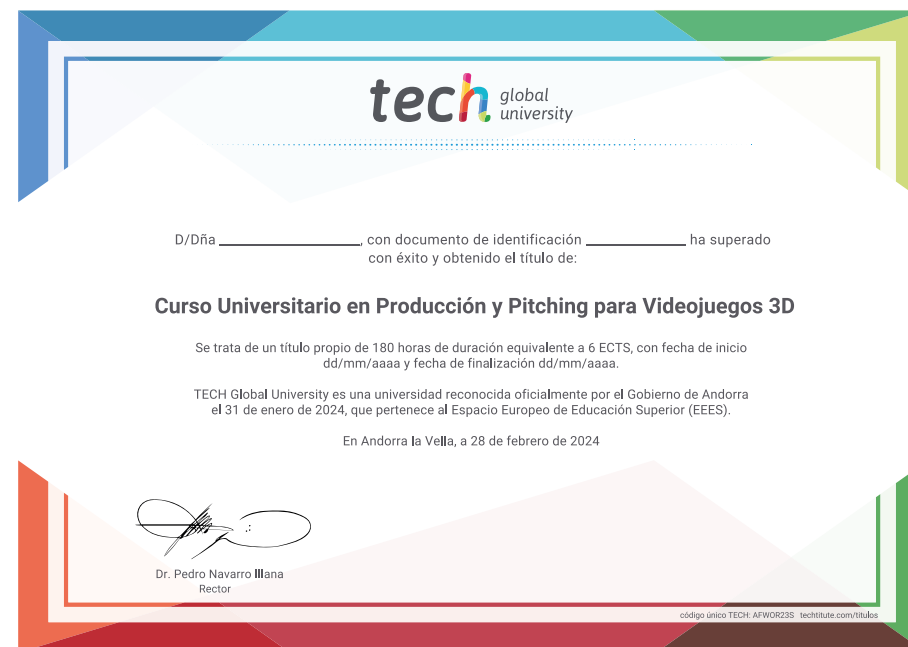 tech global university
D/Dña ____________________, con documento de identificación ______________ ha superado
con éxito y obtenido el título de:
Curso Universitario en Producción y Pitching para Videojuegos 3D
Se trata de un título propio de 180 horas de duración equivalente a 6 ECTS, con fecha de inicio
dd/mm/aaaa y fecha de finalización dd/mm/aaaa.
TECH Global University es una universidad reconocida oficialmente por el Gobierno de Andorra
el 31 de enero de 2024, que pertenece al Espacio Europeo de Educación Superior (EEES).
En Andorra la Vella, a 28 de febrero de 2024
Dr. Pedro Navarro Illana
Rector
código único TECH: AFWOR23S techtitute.com/titulos